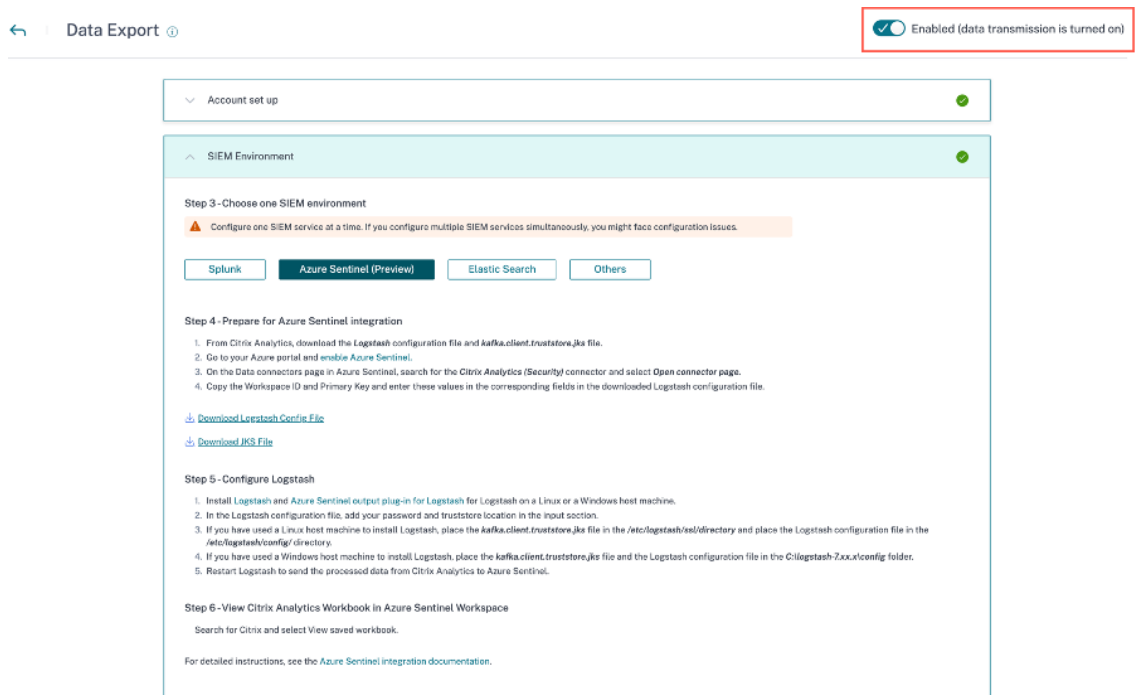 Data Export
Enabled (data transmission is turned on)
Account set up
SIEM Environment
Step 3 - Choose one SIEM environment
Configure one SIEM service at a time. If you configure multiple SIEM services simultaneously, you might face configuration issues.
Splunk
Azure Sentinel (Preview)
Elastic Search
Others
Step 4 - Prepare for Azure Sentinel integration
1. From Citrix Analytics, download the Logstash configuration file and kafka.client.truststore.jks file.
2. Go to your Azure portal and enable Azure Sentinel.
3. On the Data connectors page in Azure Sentinel, search for the Citrix Analytics (Security) connector and select Open connector page.
4. Copy the Workspace ID and Primary Key and enter these values in the corresponding fields in the downloaded Logstash configuration file.
Download Logstash Config File
Download JKS File
Step 5 - Configure Logstash
1. Install Logstash and Azure Sentinel output plug-in for Logstash for Logstash on a Linux or a Windows host machine.
2. In the Logstash configuration file, add your password and truststore location in the input section.
3. If you have used a Linux host machine to install Logstash, place the kafka.client.truststore.jks file in the /etc/logstash/ssl/directory and place the Logstash configuration file in the
/etc/logstash/config/ directory.
4. If you have used a Windows host machine to install Logstash, place the kafka.client.truststore.jks file and the Logstash configuration file in the C:\logstash-7.xx.x\config folder.
5. Restart Logstash to send the processed data from Citrix Analytics to Azure Sentinel.
Step 6 - View Citrix Analytics Workbook in Azure Sentinel Workspace
Search for Citrix and select View saved workbook.
For detailed instructions, see the Azure Sentinel integration documentation.